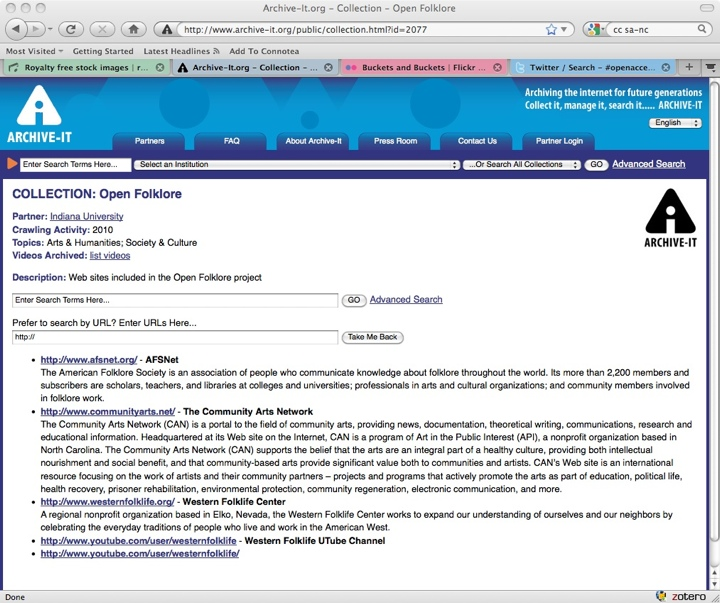 Archive-It.org – Collection – Open Folklore
http://www.archive-it.org/public/collection.html?id=2077
cc sa-nc
Most Visited Getting Started Latest Headlines Add To Connotea
Royalty free stock images | r...
Archive-It.org – Collection – ...
Buckets and Buckets | Flickr ...
Twitter / Search – #openacce...
Archiving the internet for future generations
Collect it, manage it, search it..... ARCHIVE-IT
English
ARCHIVE-IT
Partners FAQ About Archive-It Press Room Contact Us Partner Login
Enter Search Terms Here... Select an Institution ...Or Search All Collections GO Advanced Search
COLLECTION: Open Folklore
ARCHIVE-IT
Partner: Indiana University
Crawling Activity: 2010
Topics: Arts & Humanities; Society & Culture
Videos Archived: list videos
Description: Web sites included in the Open Folklore project
Enter Search Terms Here... GO Advanced Search
Prefer to search by URL? Enter URLs Here...
http:// Take Me Back
• http://www.afsnet.org/ - AFSNet
The American Folklore Society is an association of people who communicate knowledge about folklore throughout the world. Its more than 2,200 members and
subscribers are scholars, teachers, and libraries at colleges and universities; professionals in arts and cultural organizations; and community members involved
in folklore work.
• http://www.communityarts.net/ - The Community Arts Network
The Community Arts Network (CAN) is a portal to the field of community arts, providing news, documentation, theoretical writing, communications, research and
educational information. Headquartered at its Web site on the Internet, CAN is a program of Art in the Public Interest (API), a nonprofit organization based in
North Carolina. The Community Arts Network (CAN) supports the belief that the arts are an integral part of a healthy culture, providing both intellectual
nourishment and social benefit, and that community-based arts provide significant value both to communities and artists. CAN's Web site is an international
resource focusing on the work of artists and their community partners – projects and programs that actively promote the arts as part of education, political life,
health recovery, prisoner rehabilitation, environmental protection, community regeneration, electronic communication, and more.
• http://www.westernfolklife.org/ - Western Folklife Center
A regional nonprofit organization based in Elko, Nevada, the Western Folklife Center works to expand our understanding of ourselves and our neighbors by
celebrating the everyday traditions of people who live and work in the American West.
• http://www.youtube.com/user/westernfolklife - Western Folklife UTube Channel
• http://www.youtube.com/user/westernfolklife/
Done
zotero